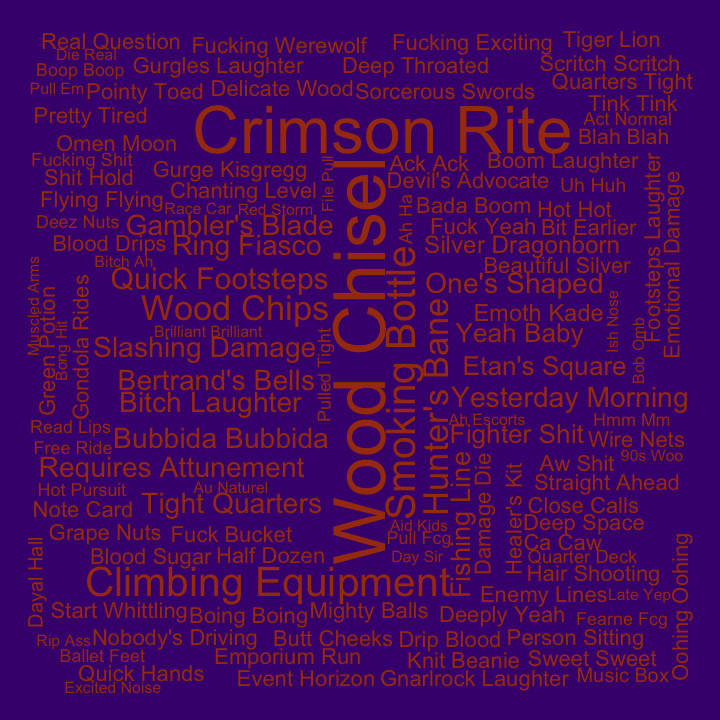 Real Question
Fucking Werewolf
Fucking Exciting
Tiger Lion
Die Real
Boop Boop
Gurgles Laughter
Deep Throated
Scritch Scritch
Pull Em
Pointy Toed
Delicate Wood
Sorcerous Swords
Quarters Tight
Pretty Tired
Crimson Rite
Tink Tink
Act Normal
Omen Moon
Blah Blah
Fucking Shit
Shit Hold
Gurge Kisgregg
File Pull
Ack Ack
Boom Laughter
Flying Flying
Chanting Level
Devil's Advocate
Uh Huh
Deez Nuts
Race Car
Red Storm
Ah Ha
Bada Boom
Hot Hot
Gambler's Blade
Fuck Yeah
Bit Earlier
Blood Drips
Ring Fiasco
Silver Dragonborn
Footsteps Laughter
Emotional Damage
Bitch Ah
Beautiful Silver
Quick Footsteps
Wood Chisel
Smoking Bottle
One's Shaped
Muscled Arms
Green Potion
Bong Hit
Gondola Rides
Wood Chips
Hunter's Bane
Emoth Kade
Ish Nose
Bob Omb
Brilliant Brilliant
Yeah Baby
Slashing Damage
Pulled Tight
Etan's Square
Bertrand's Bells
Bitch Laughter
Yesterday Morning
Read Lips
Ah Escorts
Hmm Mm
Free Ride
Bubbida Bubbida
Fighter Shit
Wire Nets
90s Woo
Requires Attunement
Fishing Line
Damage Die
Healer's Kit
Aw Shit
Straight Ahead
Hot Pursuit
Au Naturel
Note Card
Tight Quarters
Close Calls
Grape Nuts
Fuck Bucket
Aid Kids
Pull Fcg
Deep Space
Ca Caw
Dayal Hall
Blood Sugar
Half Dozen
Day Sir
Quarter Deck
Oohing Oohing
Climbing Equipment
Hair Shooting
Enemy Lines
Late Yep
Start Whittling
Boing Boing
Mighty Balls
Deeply Yeah
Fearne Fcg
Rip Ass
Nobody's Driving
Butt Cheeks
Drip Blood
Person Sitting
Ballet Feet
Emporium Run
Knit Beanie
Sweet Sweet
Quick Hands
Event Horizon
Gnarlrock Laughter
Music Box
Excited Noise